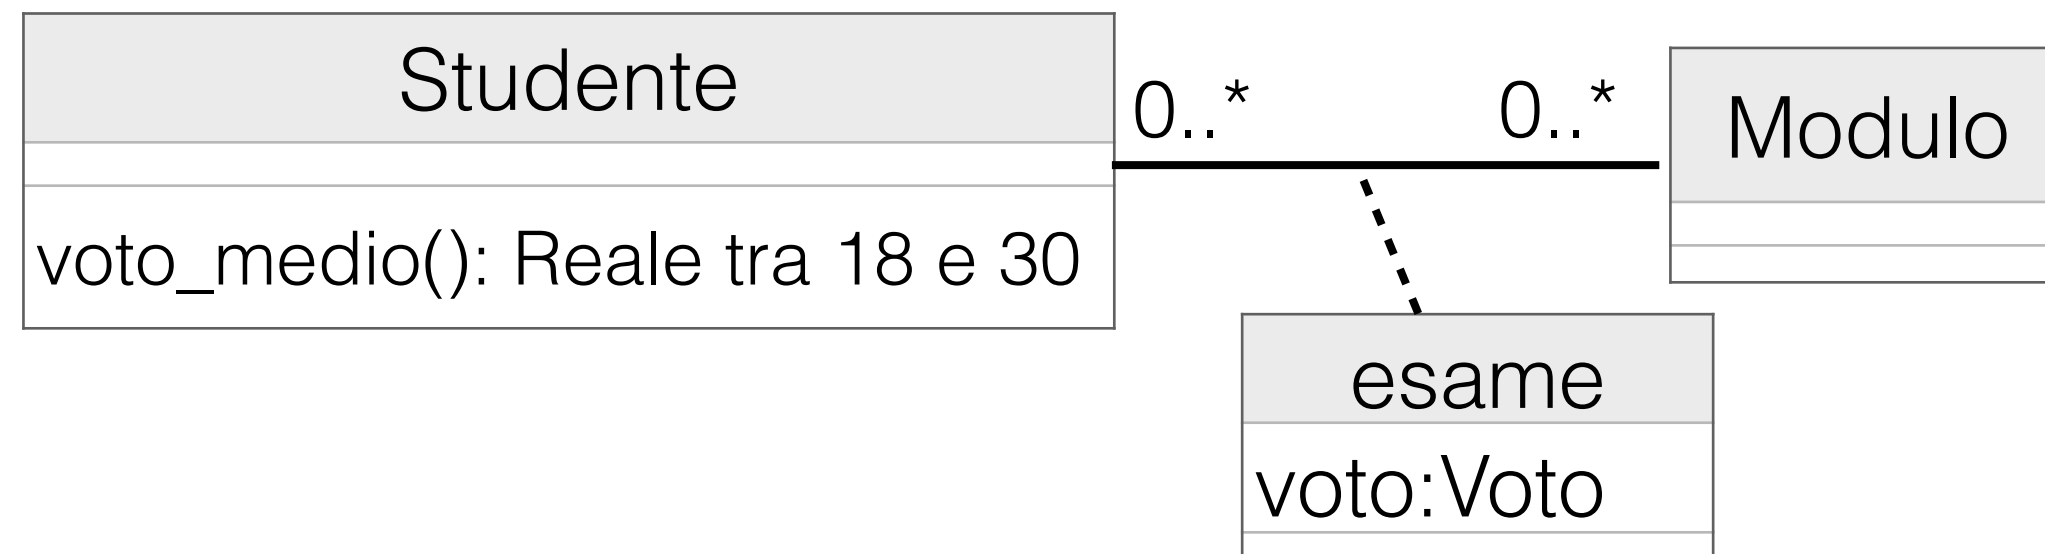 Studente
voto_medio(): Reale tra 18 e 30
0..*
0..*
Modulo
esame
voto:Voto